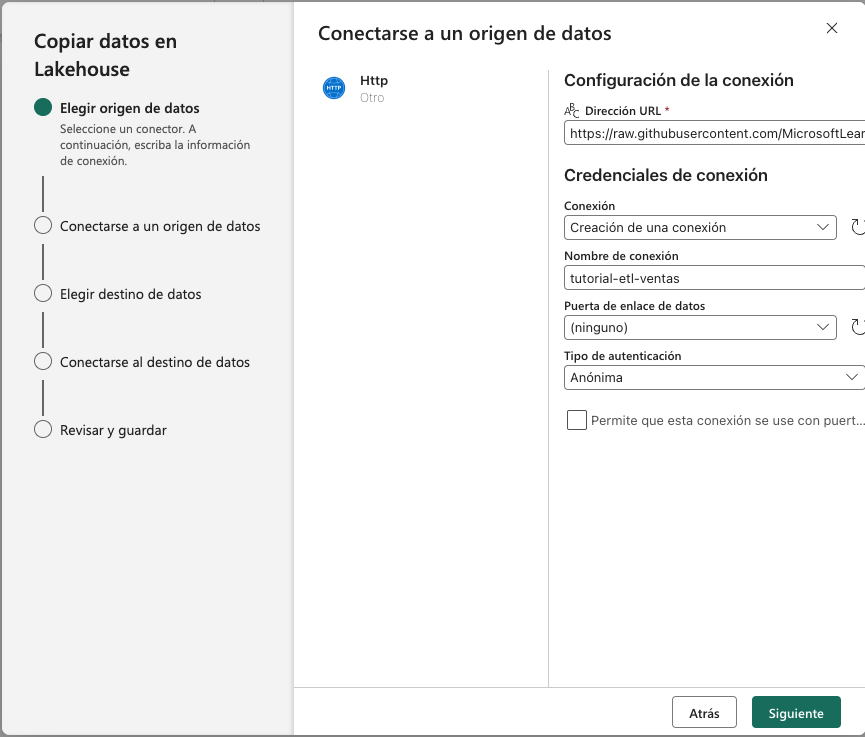 Copiar datos en
Lakehouse
Elegir origen de datos
Seleccione un conector. A
continuación, escriba la información
de conexión.
Conectarse a un origen de datos
Elegir destino de datos
Conectarse al destino de datos
Revisar y guardar
Conectarse a un origen de datos
HTTP
Http
Otro
Configuración de la conexión
ABC Dirección URL *
https://raw.githubusercontent.com/MicrosoftLear
Credenciales de conexión
Conexión
Creación de una conexión
Nombre de conexión
tutorial-etl-ventas
Puerta de enlace de datos
(ninguno)
Tipo de autenticación
Anónima
Permite que esta conexión se use con puert...
Atrás
Siguiente